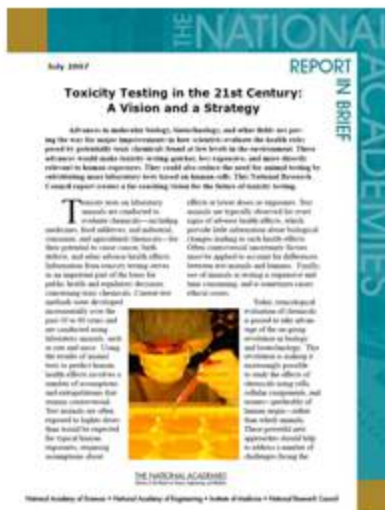 THE NATIONAL ACADEMIES
REPORT IN BRIEF
July 2007
Toxicity Testing in the 21st Century:
A Vision and a Strategy
Advances in molecular biology, biotechnology, and other fields are pav-
ing the way for major improvements in how scientists evaluate the health risks
posed by potentially toxic chemicals found at low levels in the environment. These
advances would make toxicity testing quicker, less expensive, and more directly
relevant to human exposures. They could also reduce the need for animal testing by
substituting more laboratory tests based on human cells. This National Research
Council report creates a far-reaching vision for the future of toxicity testing.
Toxicity tests on laboratory
animals are conducted to
evaluate chemicals—including
medicines, food additives, and industrial,
consumer, and agricultural chemicals—for
their potential to cause cancer, birth
defects, and other adverse health effects.
Information from toxicity testing serves
as an important part of the basis for
public health and regulatory decisions
concerning toxic chemicals. Current test
methods were developed
incrementally over the
past 50 to 60 years and
are conducted using
laboratory animals, such
as rats and mice. Using
the results of animal
tests to predict human
health effects involves a
number of assumptions
and extrapolations that
remain controversial.
Test animals are often
exposed to higher doses
than would be expected
for typical human
exposures, requiring
assumptions about
effects at lower doses or exposures. Test
animals are typically observed for overt
signs of adverse health effects, which
provide little information about biological
changes leading to such health effects.
Often controversial uncertainty factors
must be applied to account for differences
between test animals and humans. Finally,
use of animals in testing is expensive and
time consuming, and it sometimes raises
ethical issues.
Today, toxicological
evaluation of chemicals
is poised to take advan-
tage of the on-going
revolution in biology
and biotechnology. This
revolution is making it
increasingly possible
to study the effects of
chemicals using cells,
cellular components, and
tissues—preferably of
human origin—rather
than whole animals.
These powerful new
approaches should help
to address a number of
challenges facing the
THE NATIONAL ACADEMIES
National Academy of Sciences • National Academy of Engineering • Institute of Medicine • National Research Council